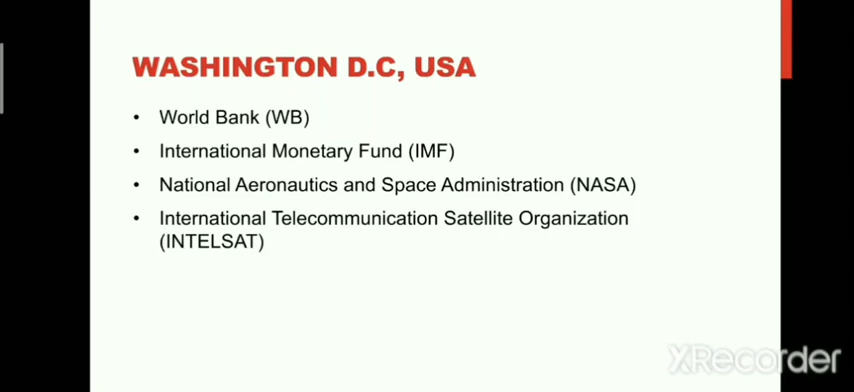 WASHINGTON D.C, USA
• World Bank (WB)
• International Monetary Fund (IMF)
• National Aeronautics and Space Administration (NASA)
• International Telecommunication Satellite Organization
(INTELSAT)
XRecorder